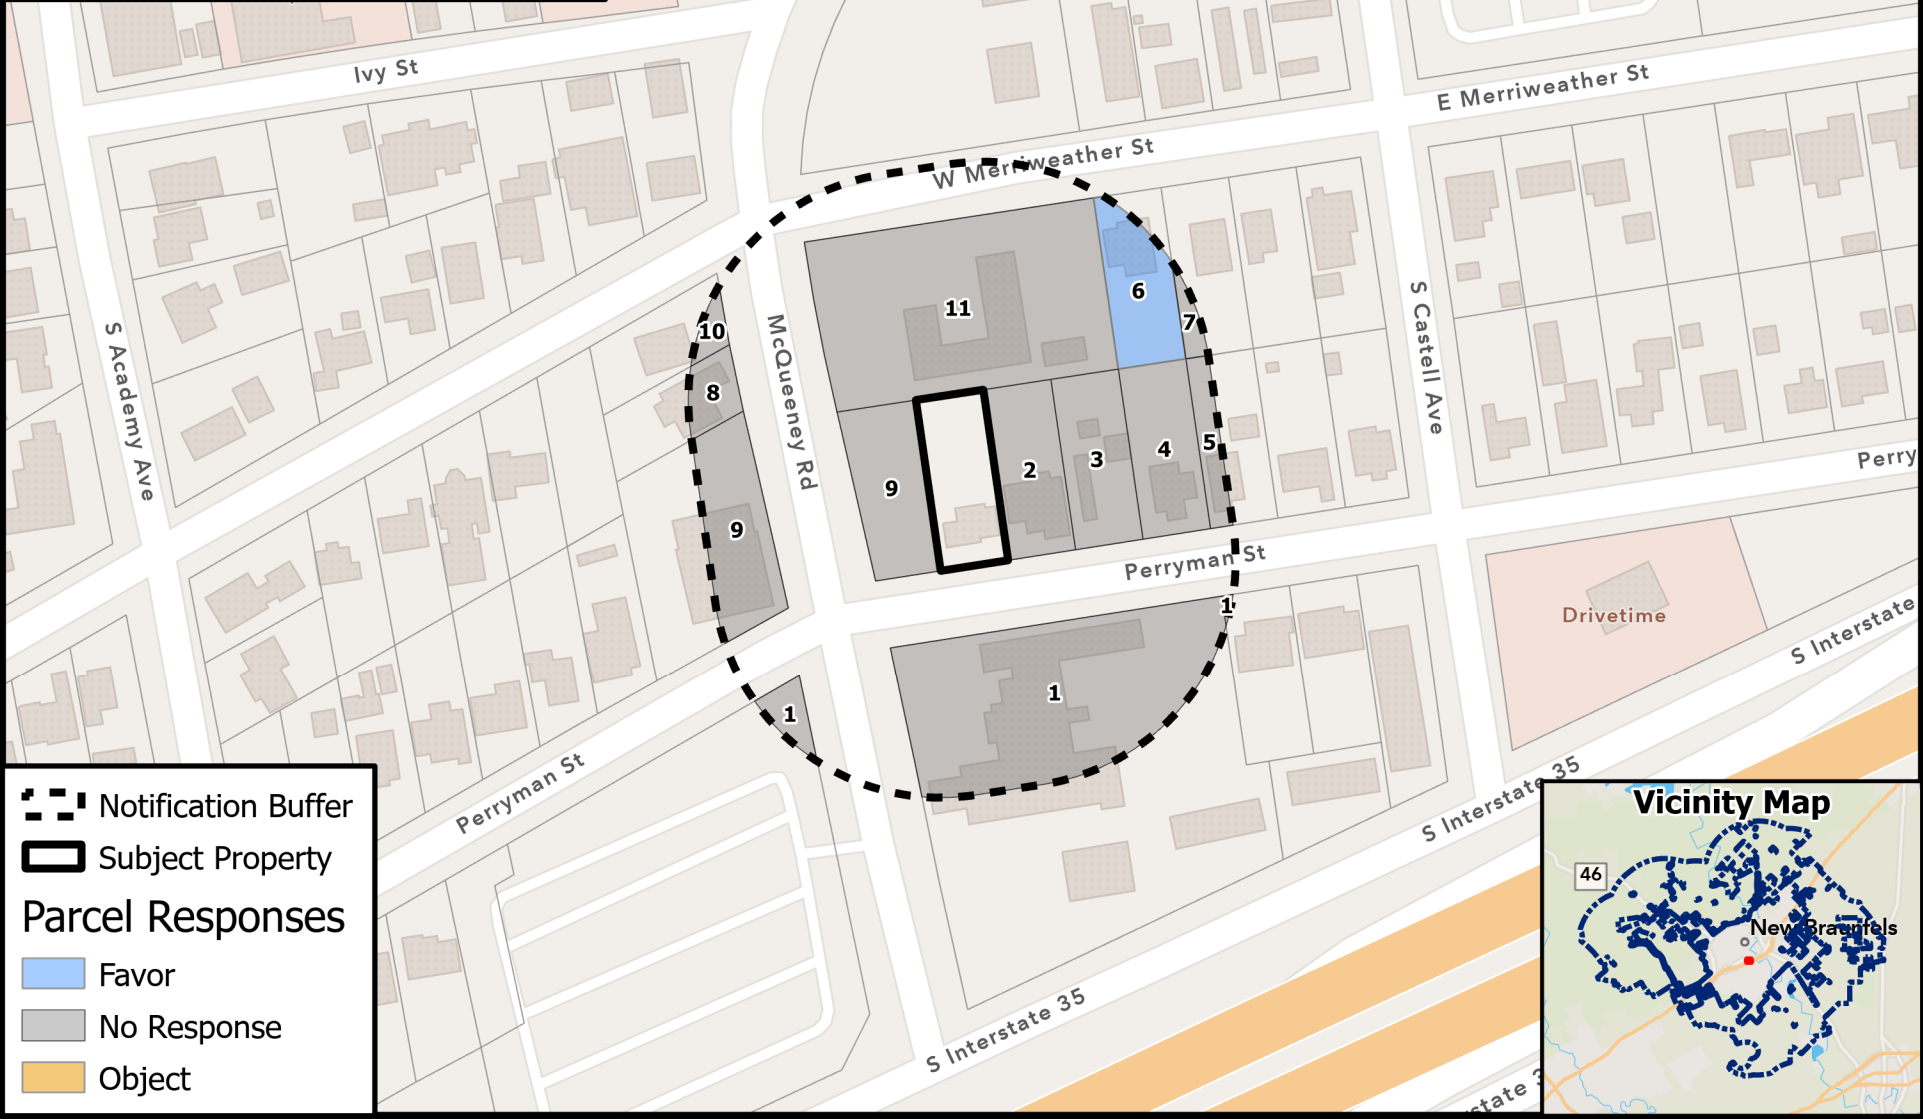 Ivy St
E Merriweather St
W Merriweather St
S Academy Ave
McQueeney Rd
S Castell Ave
11
6
7
10
8
9
2
3
4
5
9
Perry
Perryman St
1
Drivetime
1
1
S Interstate
Perryman St
S Interstate 35
S Interstate 35
Notification Buffer
Subject Property
Parcel Responses
Favor
No Response
Object
Vicinity Map
46
New Braunfels